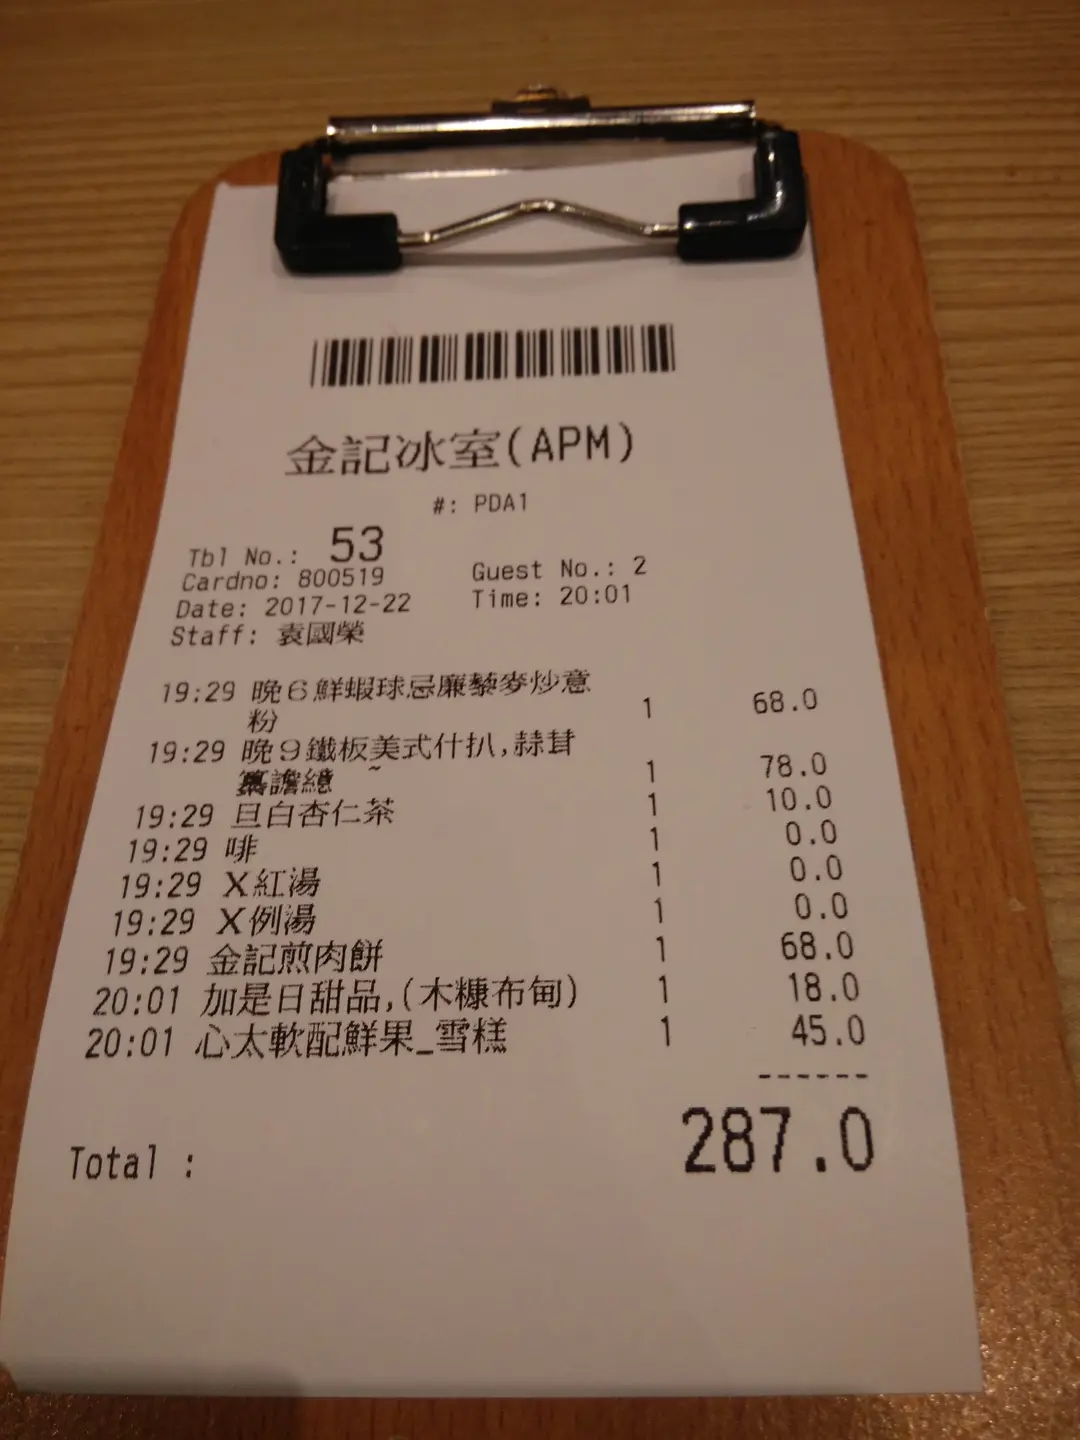 金記冰室(APM)
#: PDA1
Tbl No.: 53
Cardno: 800519 Guest No.: 2
Date: 2017-12-22 Time: 20:01
Staff: 袁國榮
19:29 晚６鮮蝦球忌廉藜麥炒意
粉 1 68.0
19:29 晚９鐵板美式什扒,蒜茸
1 78.0
19:29 旦白杏仁茶 1 10.0
19:29 啡 1 0.0
19:29 Ｘ紅湯 1 0.0
19:29 Ｘ例湯 1 0.0
19:29 金記煎肉餅 1 68.0
20:01 加是日甜品,(木糠布甸) 1 18.0
20:01 心太軟配鮮果_雪糕 1 45.0
------
Total : 287.0